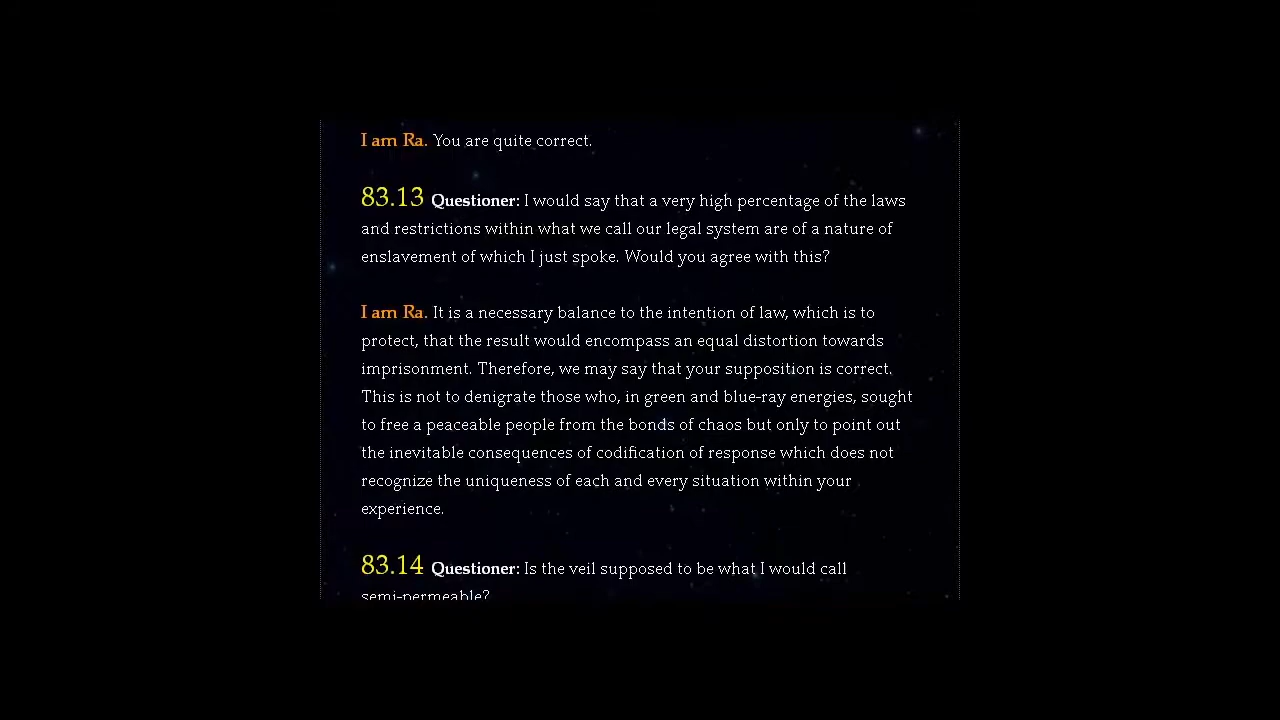 I am Ra. You are quite correct.
83.13 Questioner: I would say that a very high percentage of the laws
and restrictions within what we call our legal system are of a nature of
enslavement of which I just spoke. Would you agree with this?
I am Ra. It is a necessary balance to the intention of law, which is to
protect, that the result would encompass an equal distortion towards
imprisonment. Therefore, we may say that your supposition is correct.
This is not to denigrate those who, in green and blue-ray energies, sought
to free a peaceable people from the bonds of chaos but only to point out
the inevitable consequences of codification of response which does not
recognize the uniqueness of each and every situation within your
experience.
83.14 Questioner: Is the veil supposed to be what I would call
semi-permeable?